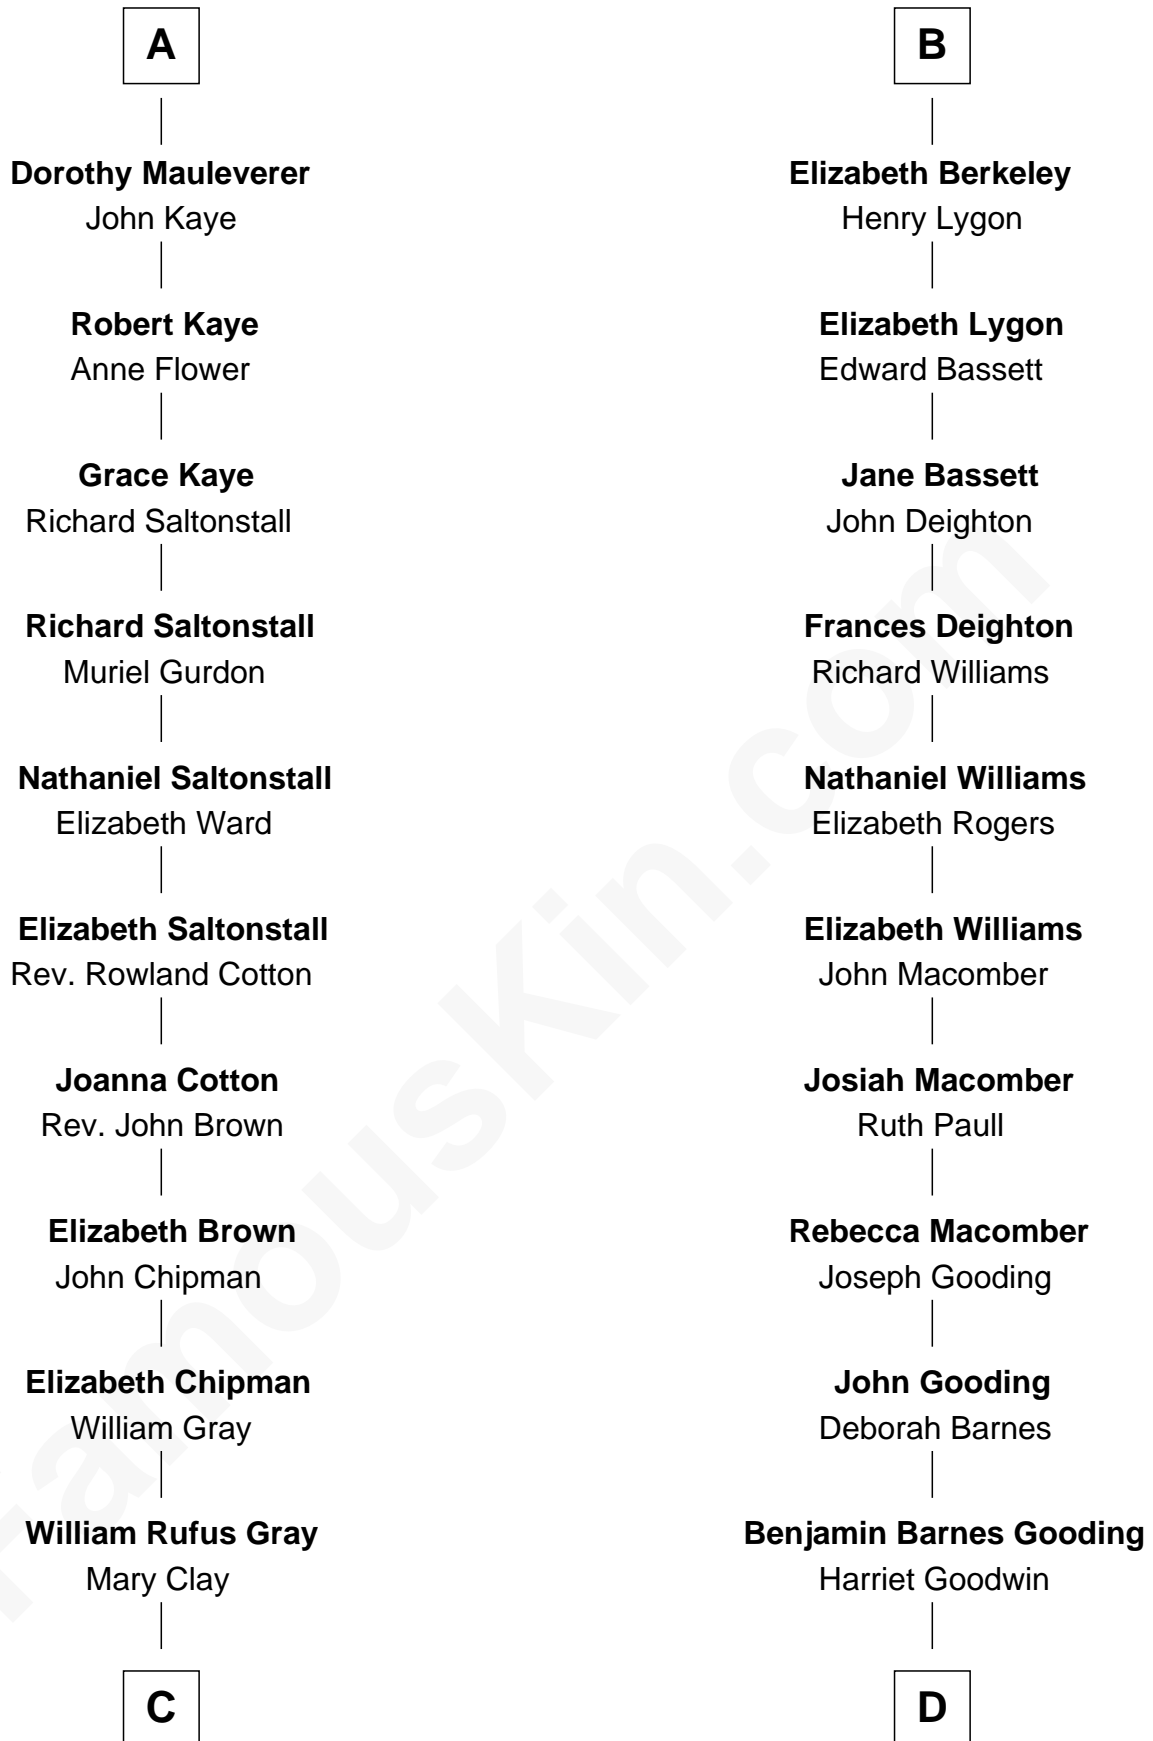 A
Dorothy Mauleverer
John Kaye
Robert Kaye
Anne Flower
Grace Kaye
Richard Saltonstall
Richard Saltonstall
Muriel Gurdon
Nathaniel Saltonstall
Elizabeth Ward
Elizabeth Saltonstall
Rev. Rowland Cotton
Joanna Cotton
Rev. John Brown
Elizabeth Brown
John Chipman
Elizabeth Chipman
William Gray
William Rufus Gray
Mary Clay
C
B
Elizabeth Berkeley
Henry Lygon
Elizabeth Lygon
Edward Bassett
Jane Bassett
John Deighton
Frances Deighton
Richard Williams
Nathaniel Williams
Elizabeth Rogers
Elizabeth Williams
John Macomber
Josiah Macomber
Ruth Paull
Rebecca Macomber
Joseph Gooding
John Gooding
Deborah Barnes
Benjamin Barnes Gooding
Harriet Goodwin
D
FamousKin.com